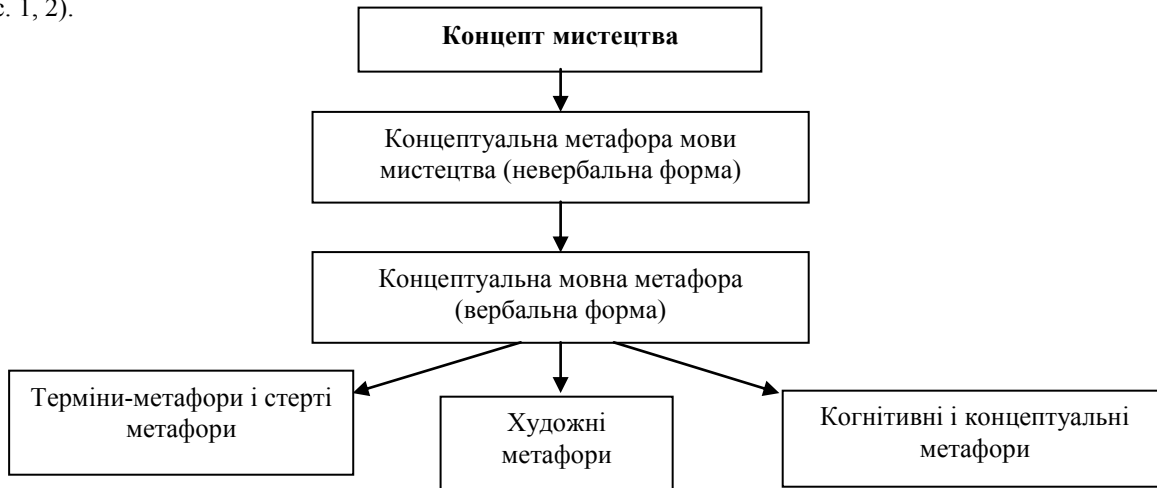 с. 1, 2).
Концепт мистецтва
Концептуальна метафора мови
мистецтва (невербальна форма)
Концептуальна мовна метафора
(вербальна форма)
Терміни-метафори і стерті
метафори
Художні
метафори
Когнітивні і концептуальні
метафори